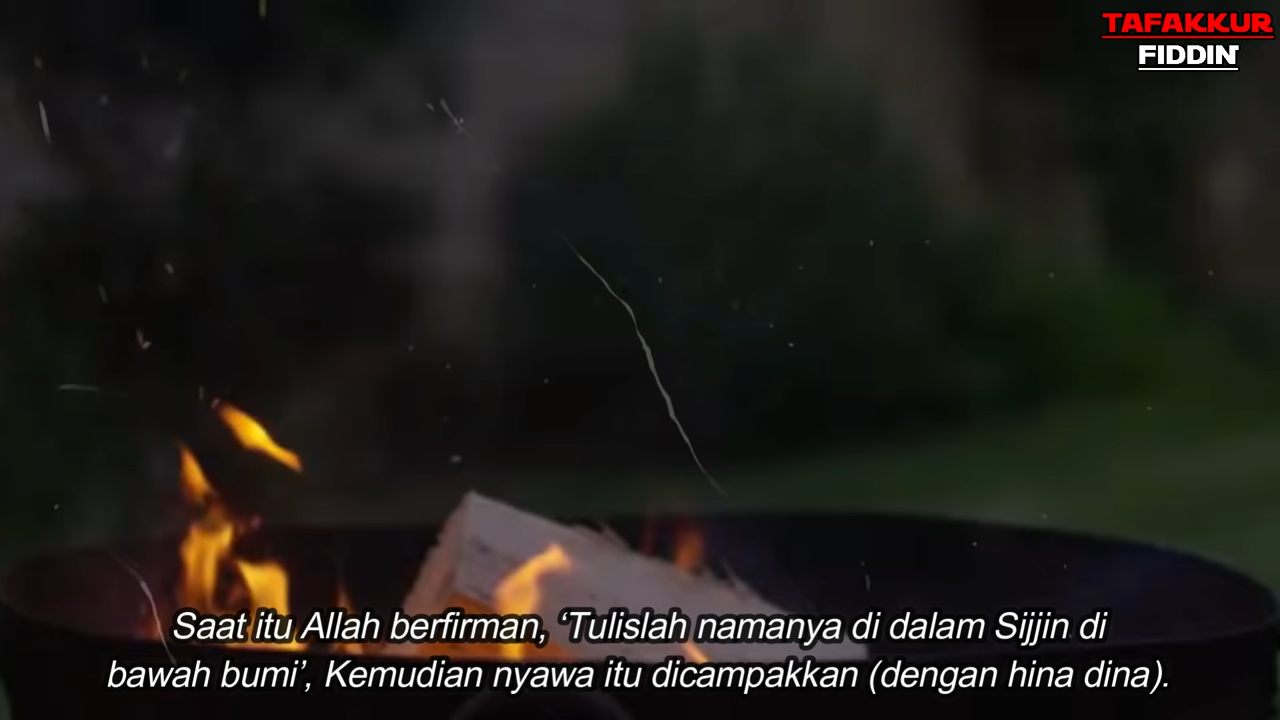 TAFAKKUR
FIDDIN
Saat itu Allah berfirman, ‘Tulislah namanya di dalam Sijjin di
bawah bumi’, Kemudian nyawa itu dicampakkan (dengan hina dina).